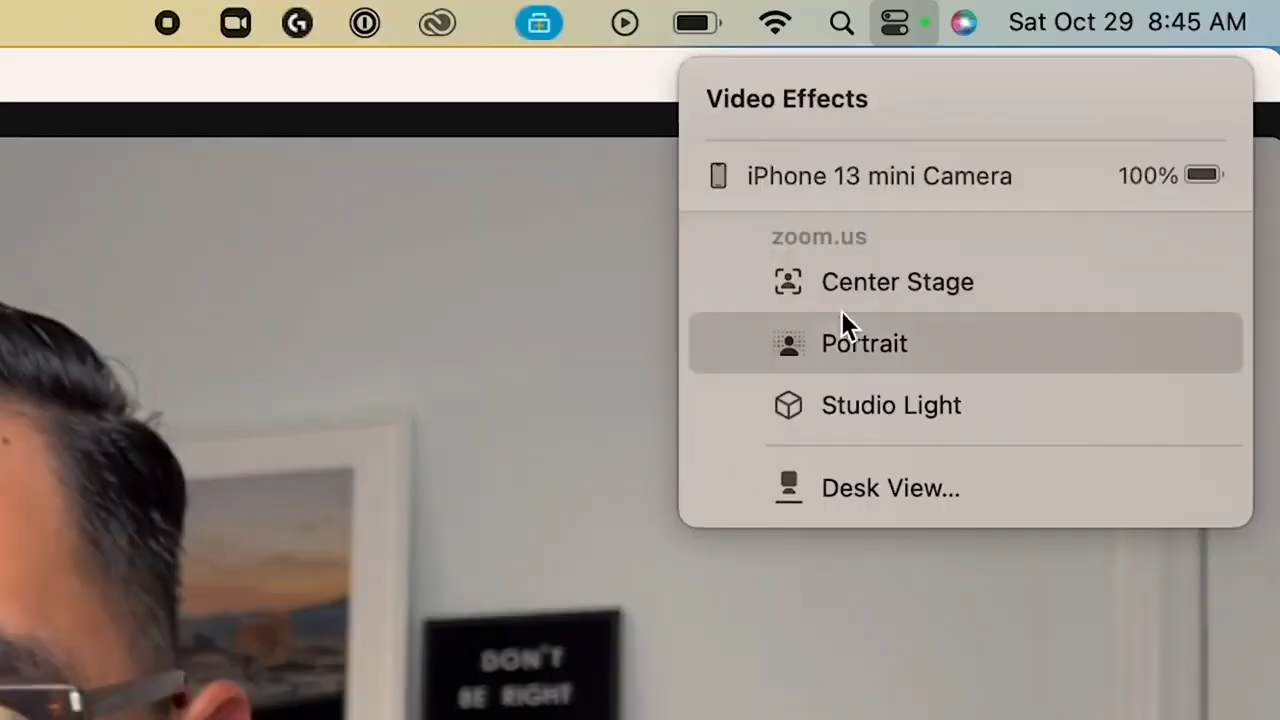 Sat Oct 29 8:45 AM
Video Effects
iPhone 13 mini Camera 100%
zoom.us
Center Stage
Portrait
Studio Light
Desk View...
DON'T
BE RIGHT